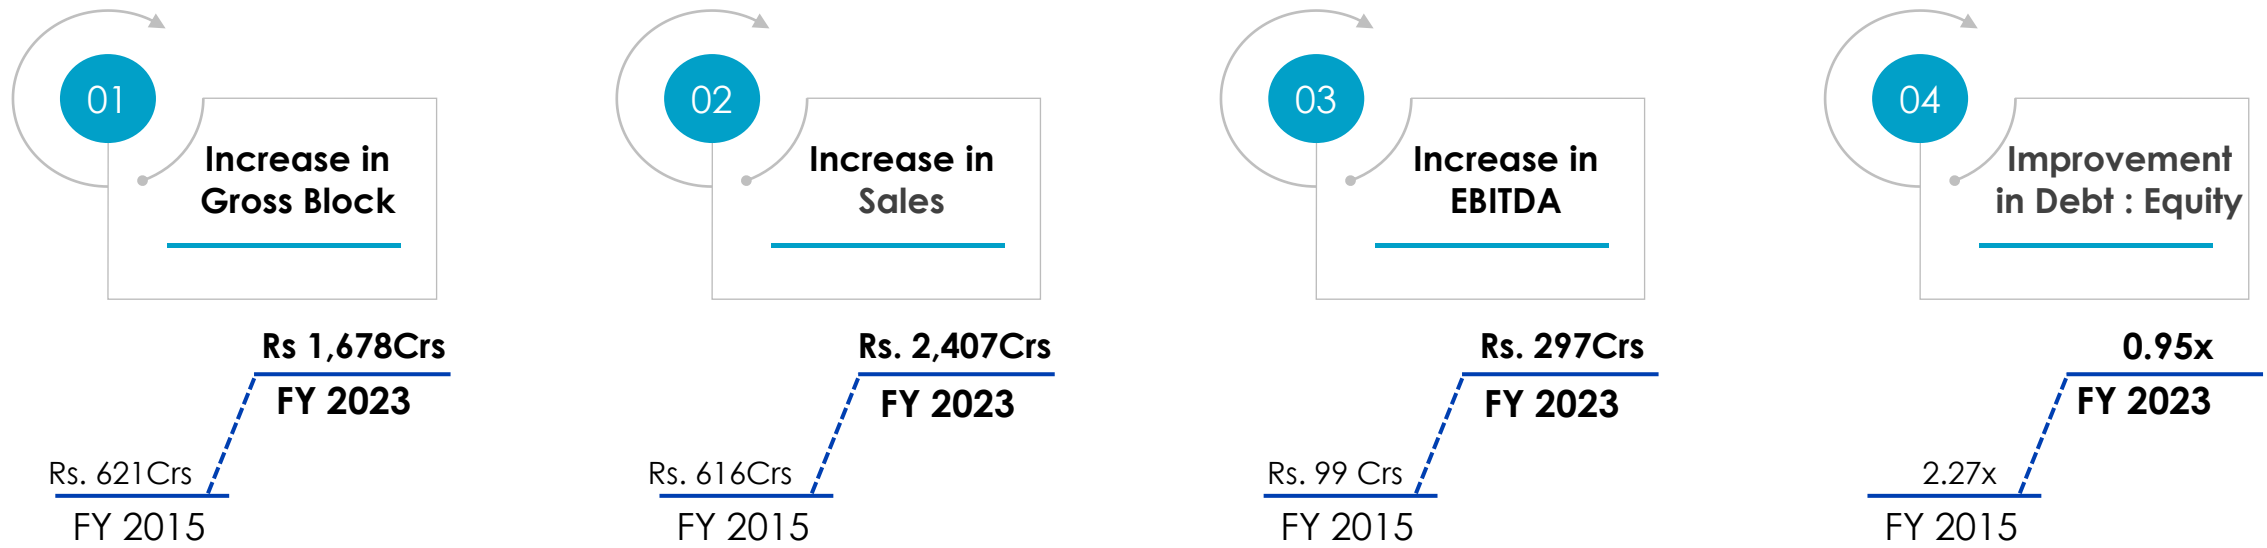 01
Increase in
Gross Block
Rs 1,678Crs
FY 2023
Rs. 621Crs
FY 2015
02
Increase in
Sales
Rs. 2,407Crs
FY 2023
Rs. 616Crs
FY 2015
03
Increase in
EBITDA
Rs. 297Crs
FY 2023
Rs. 99 Crs
FY 2015
04
Improvement
in Debt : Equity
0.95x
FY 2023
2.27x
FY 2015